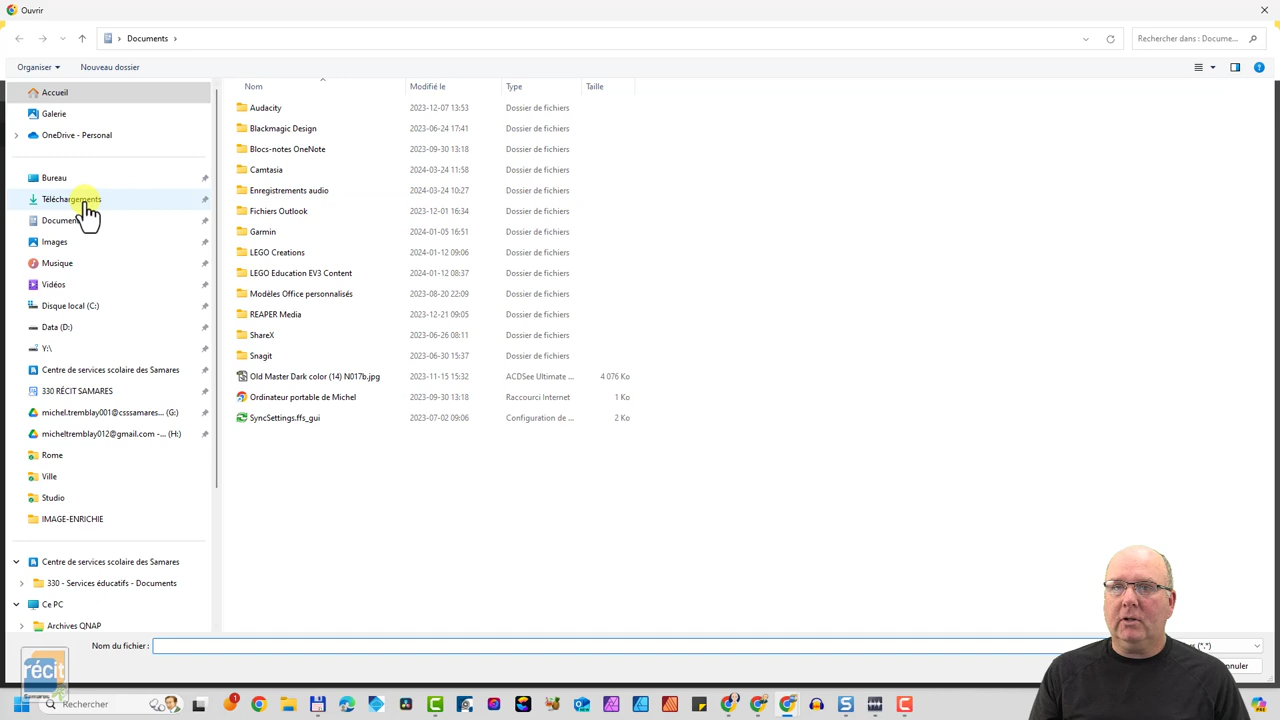 Ouvrir
Documents
Rechercher dans : Docume...
Organiser
Nouveau dossier
Accueil
Galerie
OneDrive - Personal
Bureau
Téléchargements
Documents
Images
Musique
Vidéos
Disque local (C:)
Data (D:)
Y:\
Centre de services scolaire des Samares
330 RÉCIT SAMARES
michel.tremblay001@csssamares... (G:)
micheltremblay012@gmail.com -... (H:)
Rome
Ville
Studio
IMAGE-ENRICHIE
Centre de services scolaire des Samares
330 - Services éducatifs - Documents
Ce PC
Archives QNAP
Nom Modifié le Type Taille
Audacity 2023-12-07 13:53 Dossier de fichiers
Blackmagic Design 2023-06-24 17:41 Dossier de fichiers
Blocs-notes OneNote 2023-09-30 13:18 Dossier de fichiers
Camtasia 2024-03-24 11:58 Dossier de fichiers
Enregistrements audio 2024-03-24 10:27 Dossier de fichiers
Fichiers Outlook 2023-12-01 16:34 Dossier de fichiers
Garmin 2024-01-05 16:51 Dossier de fichiers
LEGO Creations 2024-01-12 09:06 Dossier de fichiers
LEGO Education EV3 Content 2024-01-12 08:37 Dossier de fichiers
Modèles Office personnalisés 2023-08-20 22:09 Dossier de fichiers
REAPER Media 2023-12-21 09:05 Dossier de fichiers
ShareX 2023-06-26 08:11 Dossier de fichiers
Snagit 2023-06-30 15:37 Dossier de fichiers
Old Master Dark color (14) N017b.jpg 2023-11-15 15:32 ACDSee Ultimate ... 4 076 Ko
Ordinateur portable de Michel 2023-09-30 13:18 Raccourci Internet 1 Ko
SyncSettings.ffs_gui 2023-07-02 09:06 Configuration de ... 2 Ko
Nom du fichier :
(*.*)
nnuler
récit
Samares
Rechercher
1